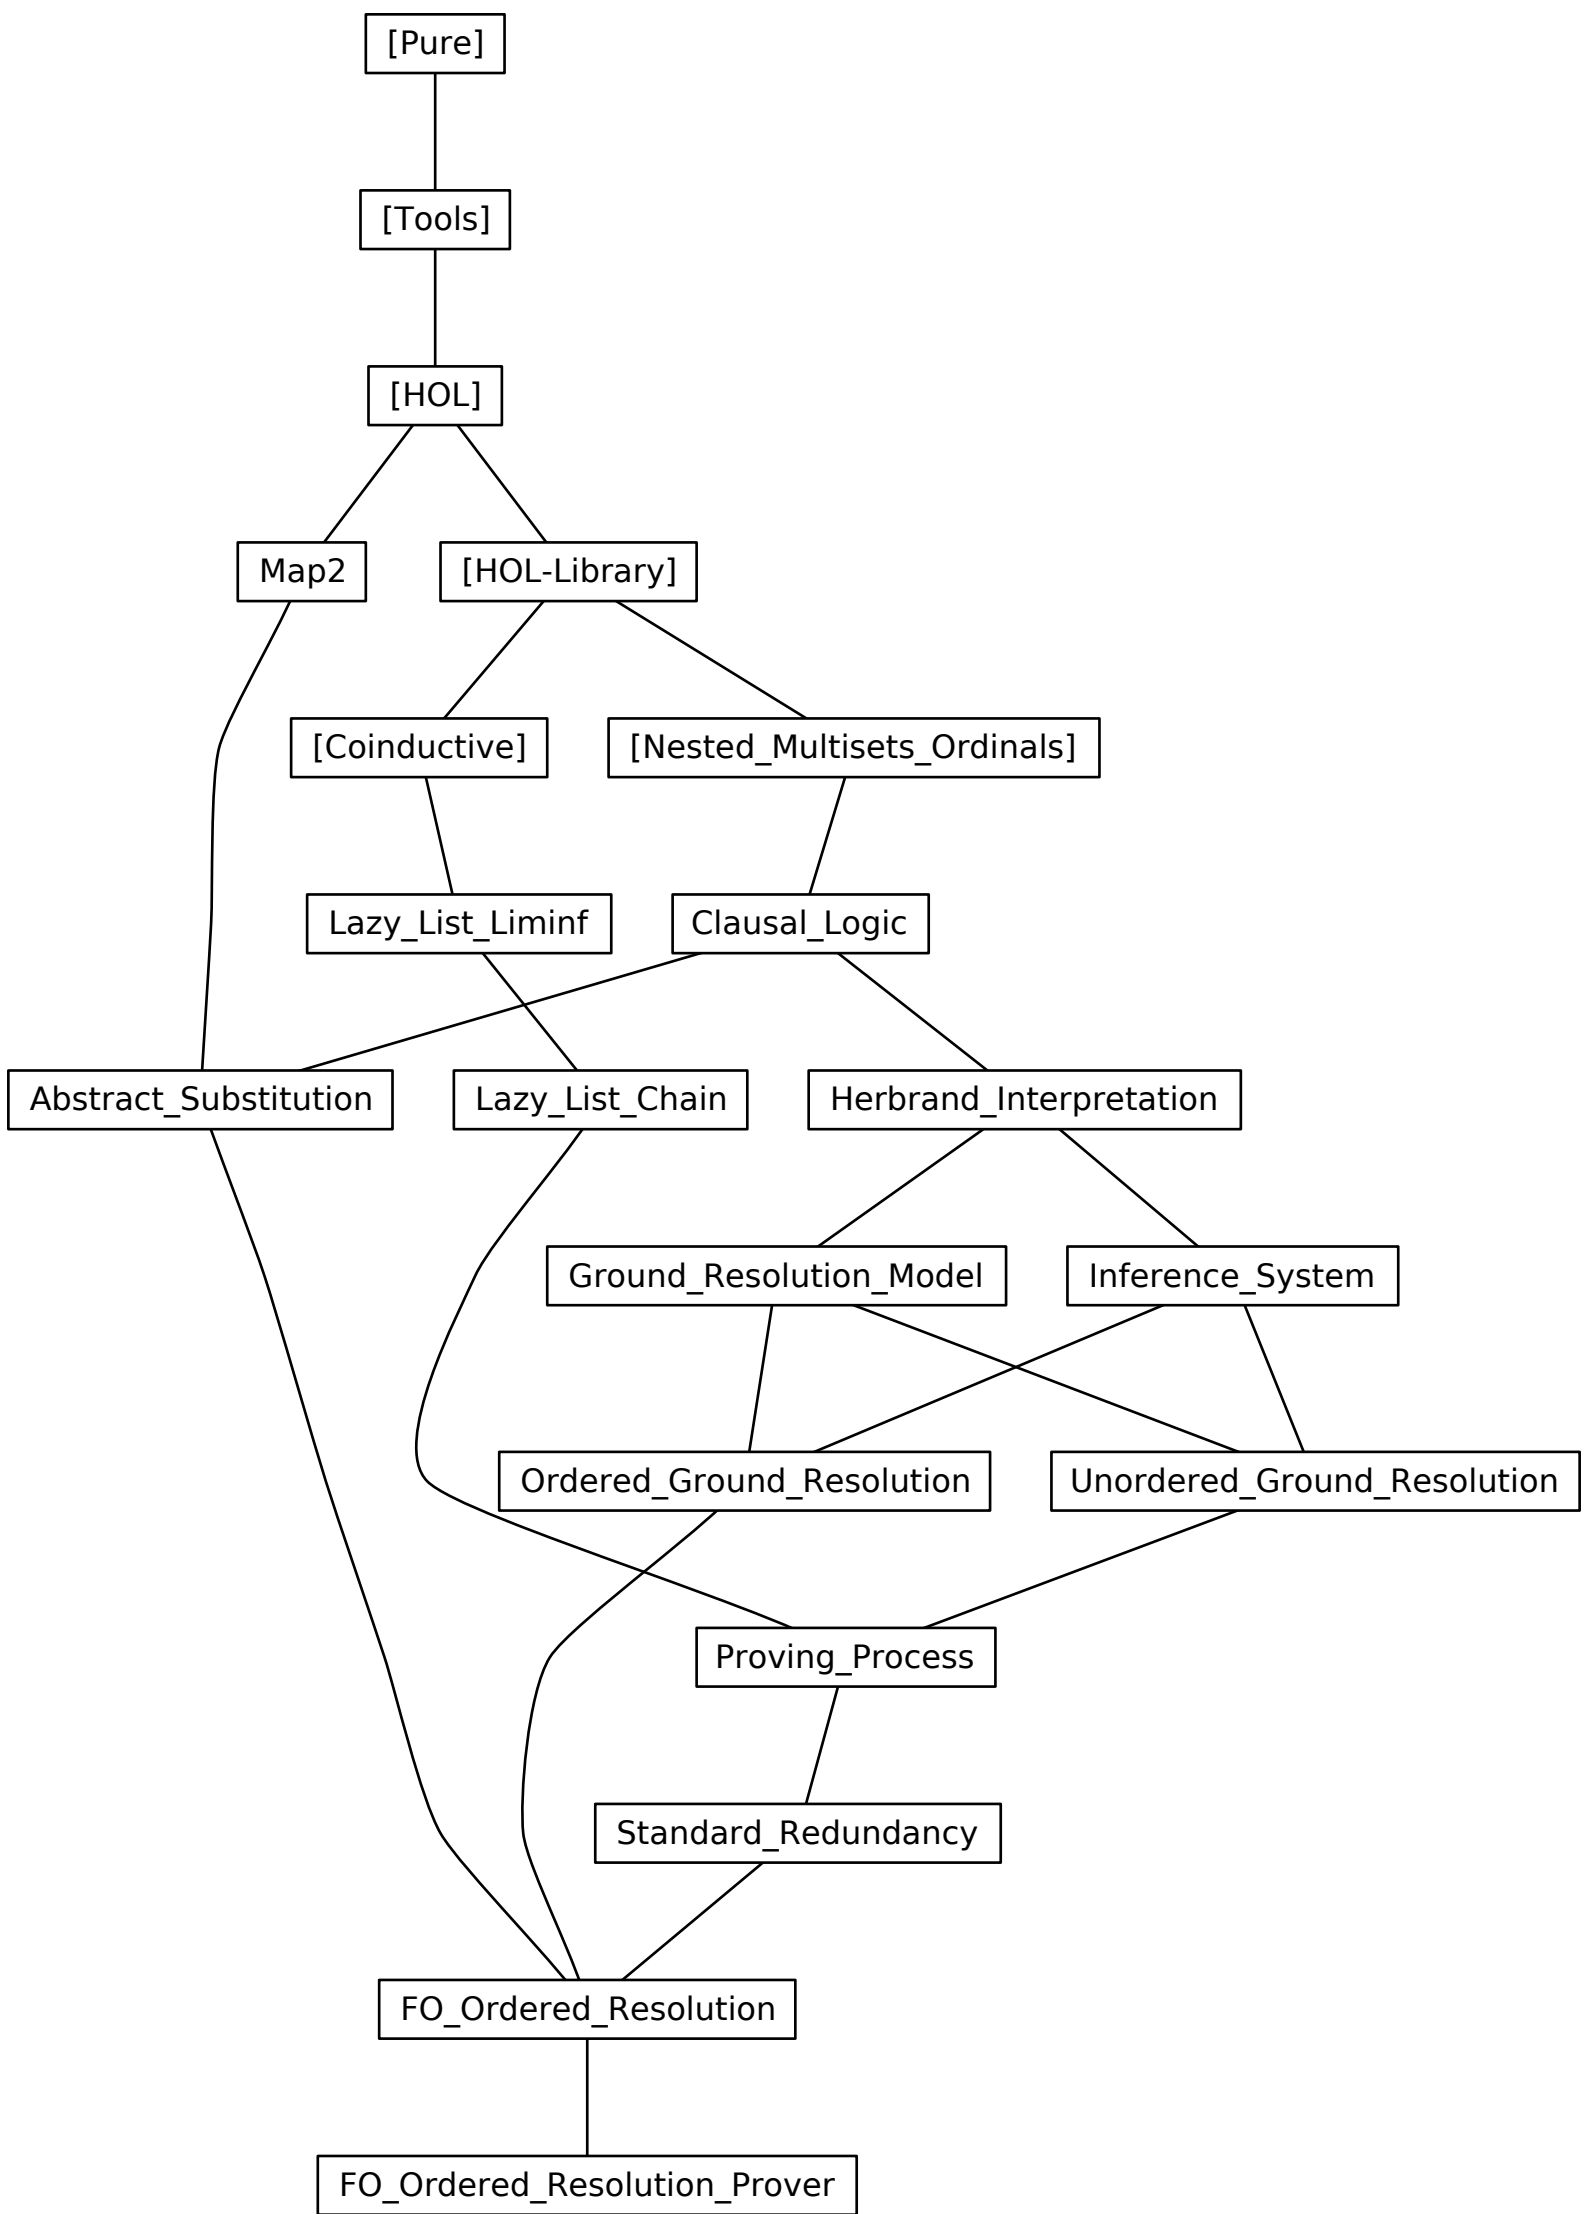 [Pure]
[Tools]
[HOL]
Map2
[HOL-Library]
[Coinductive]
[Nested_Multisets_Ordinals]
Lazy_List_Liminf
Clausal_Logic
Abstract_Substitution
Lazy_List_Chain
Herbrand_Interpretation
Ground_Resolution_Model
Inference_System
Ordered_Ground_Resolution
Unordered_Ground_Resolution
Proving_Process
Standard_Redundancy
FO_Ordered_Resolution
FO_Ordered_Resolution_Prover